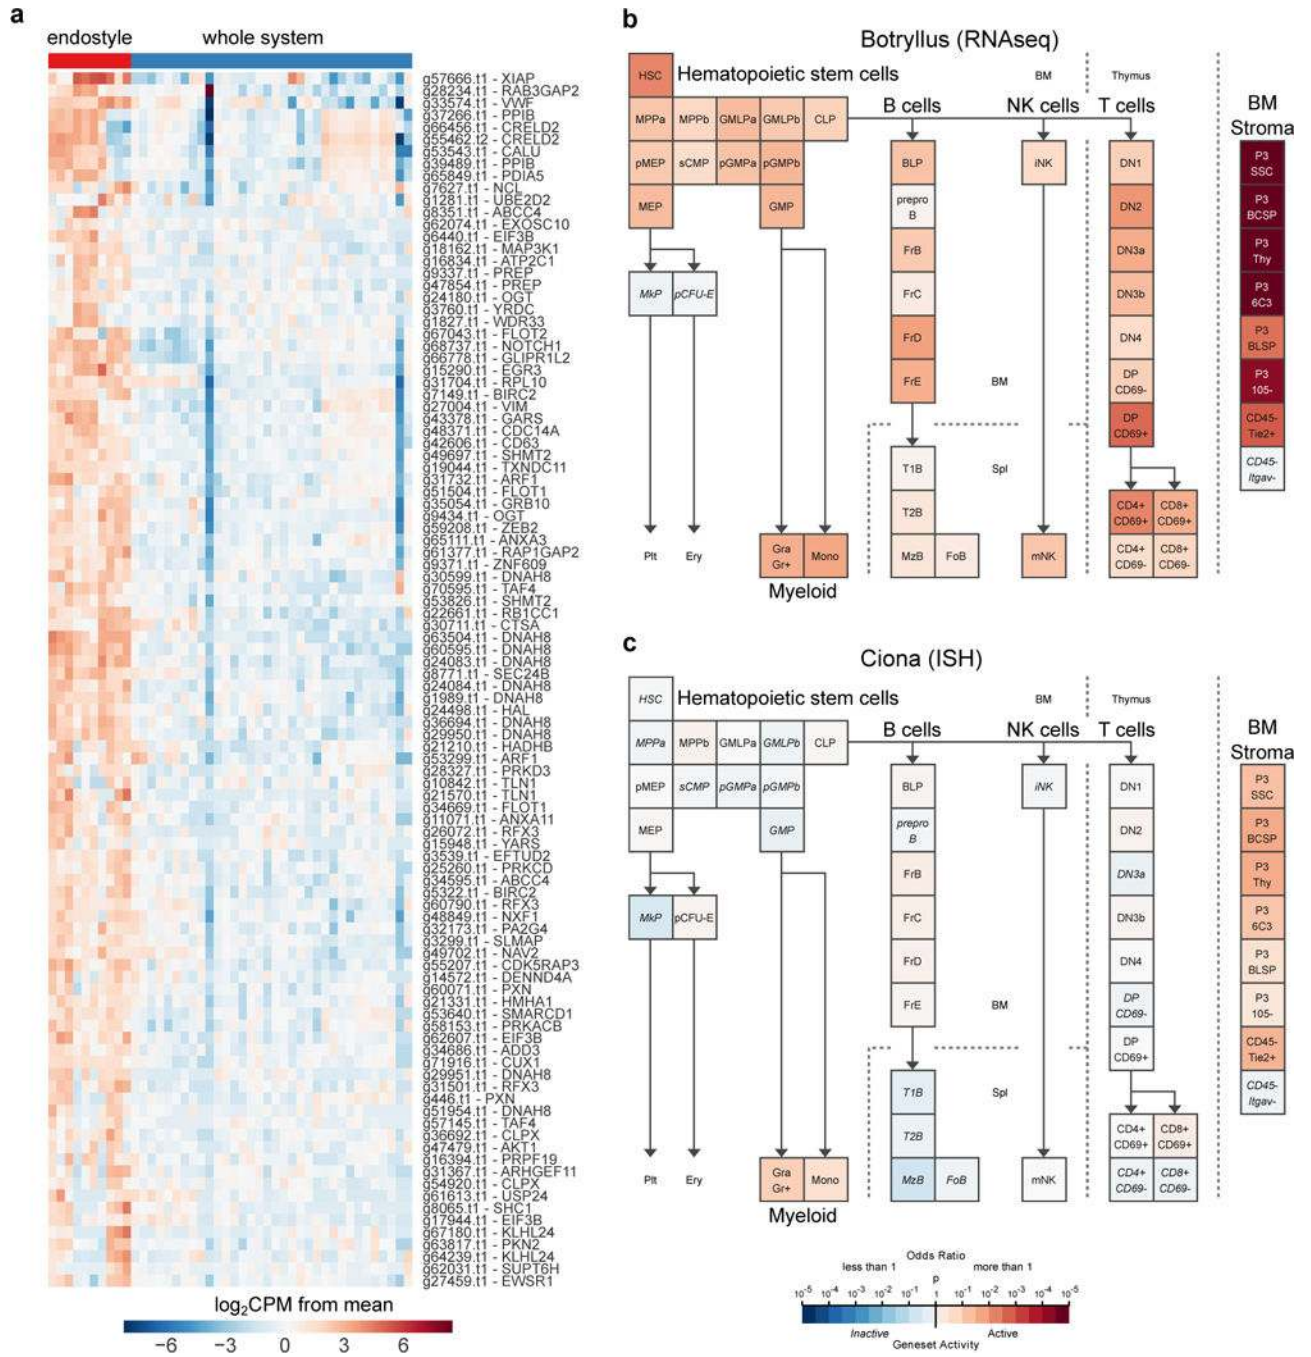 a
endostyle
whole system
g57666.t1 - XIAP
g28234.t1 - RAB3GAP2
g33574.t1 - VWF
g37266.t1 - PPIB
g66456.t1 - CRELD2
g55462.t2 - CRELD2
g53543.t1 - CALU
g39489.t1 - PPIB
g65849.t1 - PDIA5
g7627.t1 - NCL
g1281.t1 - UBE2D2
g8351.t1 - ABCC4
g62074.t1 - EXOSC10
g6440.t1 - EIF3B
g18162.t1 - MAP3K1
g16834.t1 - ATP2C1
g9337.t1 - PREP
g47854.t1 - PREP
g24180.t1 - OGT
g3760.t1 - YRDC
g1827.t1 - WDR33
g67043.t1 - FLOT2
g68737.t1 - NOTCH1
g66778.t1 - GLIPR1L2
g15290.t1 - EGR3
g31704.t1 - RPL10
g7149.t1 - BIRC2
g27004.t1 - VIM
g43378.t1 - GARS
g48371.t1 - CDC14A
g42606.t1 - CD63
g49697.t1 - SHMT2
g19044.t1 - TXNDC11
g31732.t1 - ARF1
g51504.t1 - FLOT1
g35054.t1 - GRB10
g9434.t1 - OGT
g59208.t1 - ZEB2
g65111.t1 - ANXA3
g61377.t1 - RAP1GAP2
g9371.t1 - ZNF609
g30599.t1 - DNAH8
g70595.t1 - TAF4
g53826.t1 - SHMT2
g22661.t1 - RB1CC1
g30711.t1 - CTSA
g63504.t1 - DNAH8
g60595.t1 - DNAH8
g24083.t1 - DNAH8
g8771.t1 - SEC24B
g24084.t1 - DNAH8
g1989.t1 - DNAH8
g24498.t1 - HAL
g36694.t1 - DNAH8
g29950.t1 - DNAH8
g21210.t1 - HADHB
g53299.t1 - ARF1
g28327.t1 - PRKD3
g10842.t1 - TLN1
g21570.t1 - TLN1
g34669.t1 - FLOT1
g11071.t1 - ANXA11
g26072.t1 - RFX3
g15948.t1 - YARS
g3539.t1 - EFTUD2
g25260.t1 - PRKCD
g34595.t1 - ABCC4
g5322.t1 - BIRC2
g60790.t1 - RFX3
g48849.t1 - NXF1
g32173.t1 - PA2G4
g3299.t1 - SLMAP
g49702.t1 - NAV2
g55207.t1 - CDK5RAP3
g14572.t1 - DENND4A
g60071.t1 - PXN
g21331.t1 - HMHA1
g53640.t1 - SMARCD1
g58153.t1 - PRKACB
g62607.t1 - EIF3B
g34686.t1 - ADD3
g71916.t1 - CUX1
g29951.t1 - DNAH8
g31501.t1 - RFX3
g446.t1 - PXN
g51954.t1 - DNAH8
g57145.t1 - TAF4
g36692.t1 - CLPX
g47479.t1 - AKT1
g16394.t1 - PRPF19
g31367.t1 - ARHGEF11
g54920.t1 - CLPX
g61613.t1 - USP24
g8065.t1 - SHC1
g17944.t1 - EIF3B
g67180.t1 - KLHL24
g63817.t1 - PKN2
g64239.t1 - KLHL24
g62031.t1 - SUPT6H
g27459.t1 - EWSR1
log₂CPM from mean
−6 −3 0 3 6
b
Botryllus (RNAseq)
HSC
Hematopoietic stem cells
BM
Thymus
B cells
NK cells
T cells
BM
Stroma
MPPa MPPb GMLPa GMLPb CLP
pMEP sCMP pGMPa pGMPb
MEP
GMP
MkP pCFU-E
Plt
Ery
Gra
Gr+
Mono
Myeloid
BLP
prepro
B
FrB
FrC
FrD
FrE
BM
T1B
T2B
MzB FoB
Spl
iNK
mNK
DN1
DN2
DN3a
DN3b
DN4
DP
CD69-
DP
CD69+
CD4+
CD69+
CD8+
CD69+
CD4+
CD69-
CD8+
CD69-
P3
SSC
P3
BCSP
P3
Thy
P3
6C3
P3
BLSP
P3
105-
CD45-
Tie2+
CD45-
Itgav-
c
Ciona (ISH)
HSC
Hematopoietic stem cells
BM
Thymus
B cells
NK cells
T cells
BM
Stroma
MPPa MPPb GMLPa GMLPb CLP
pMEP sCMP pGMPa pGMPb
MEP
GMP
MkP pCFU-E
Plt
Ery
Gra
Gr+
Mono
Myeloid
BLP
prepro
B
FrB
FrC
FrD
FrE
BM
T1B
T2B
MzB FoB
Spl
iNK
mNK
DN1
DN2
DN3a
DN3b
DN4
DP
CD69-
DP
CD69+
CD4+
CD69+
CD8+
CD69+
CD4+
CD69-
CD8+
CD69-
P3
SSC
P3
BCSP
P3
Thy
P3
6C3
P3
BLSP
P3
105-
CD45-
Tie2+
CD45-
Itgav-
Odds Ratio
less than 1 more than 1
p
10⁻⁵ 10⁻⁴ 10⁻³ 10⁻² 10⁻¹ 1 10⁻¹ 10⁻² 10⁻³ 10⁻⁴ 10⁻⁵
Inactive Active
Geneset Activity